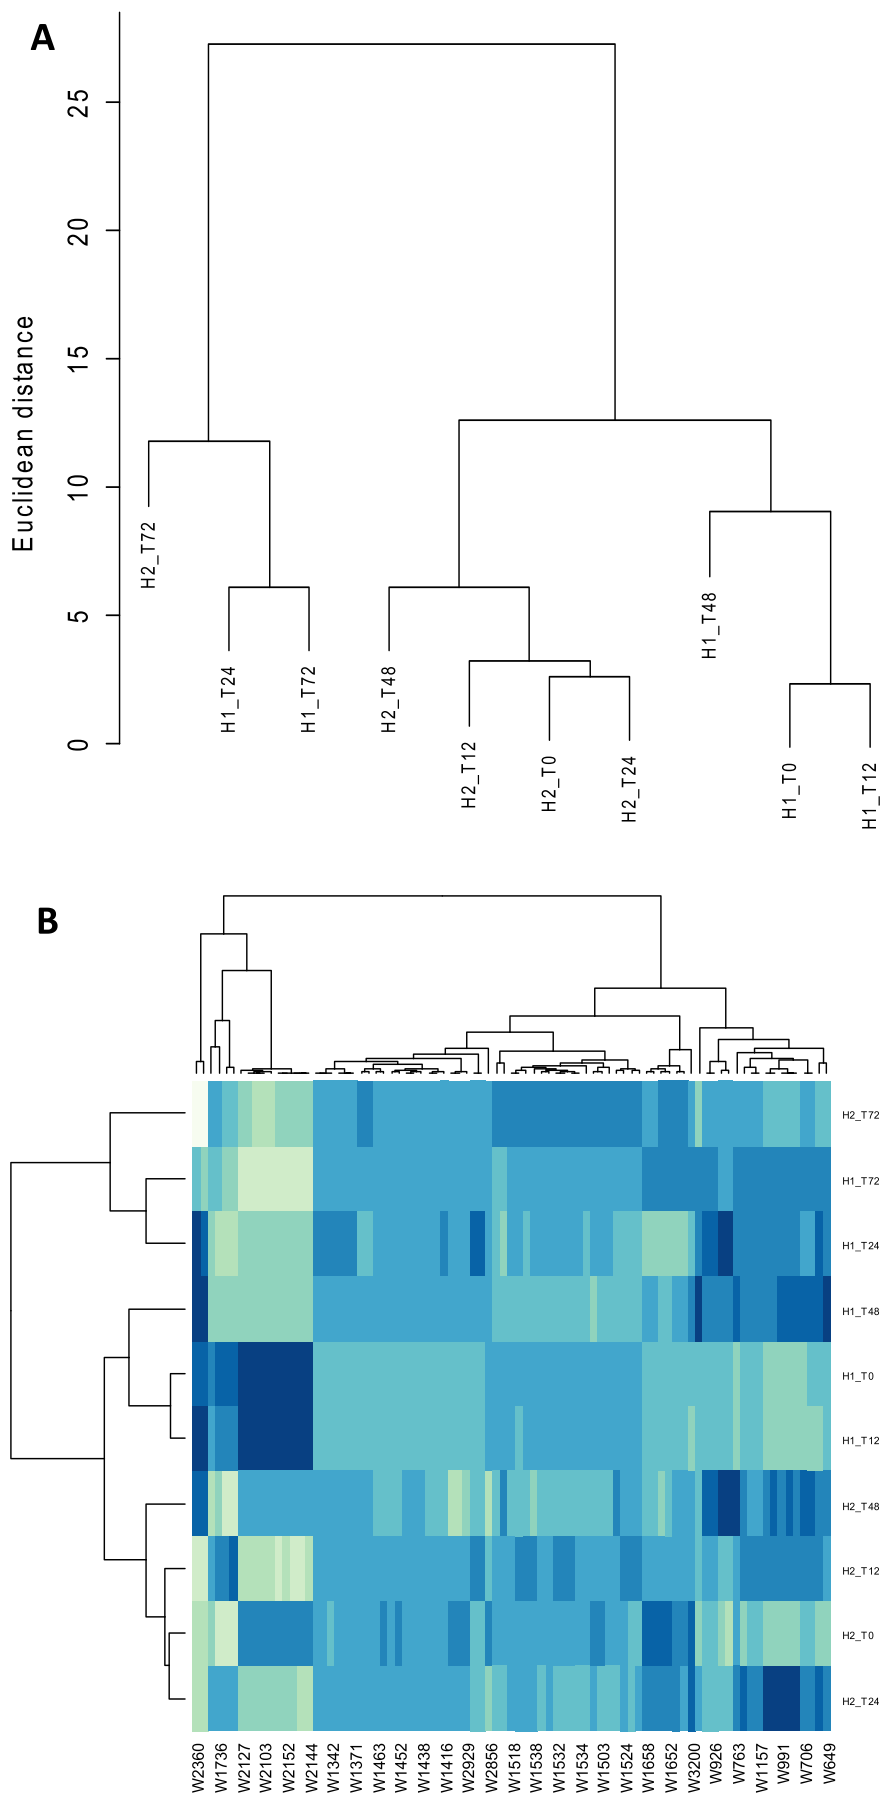 A
Euclidean distance
25
20
15
10
5
0
H2_T72
H1_T24
H1_T72
H2_T48
H2_T12
H2_T0
H2_T24
H1_T48
H1_T0
H1_T12
B
H2_T72
H1_T72
H1_T24
H1_T48
H1_T0
H1_T12
H2_T48
H2_T12
H2_T0
H2_T24
W2360
W1736
W2127
W2103
W2152
W2144
W1342
W1371
W1463
W1452
W1438
W1416
W2929
W2856
W1518
W1538
W1532
W1534
W1503
W1524
W1658
W1652
W3200
W926
W763
W1157
W991
W706
W649